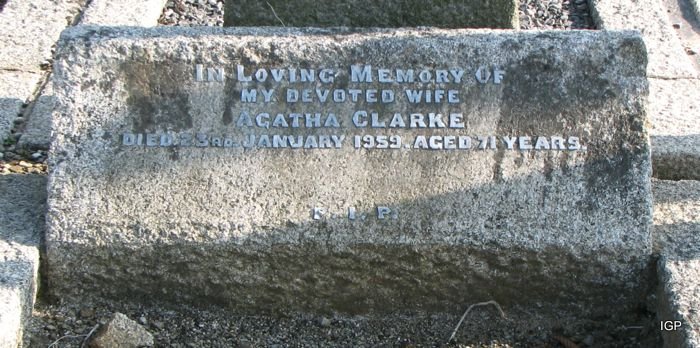 In Loving Memory Of
MY DEVOTED WIFE
AGATHA CLARKE
DIED 23RD. JANUARY 1959. AGED 71 YEARS.
R. I. P.
IGP